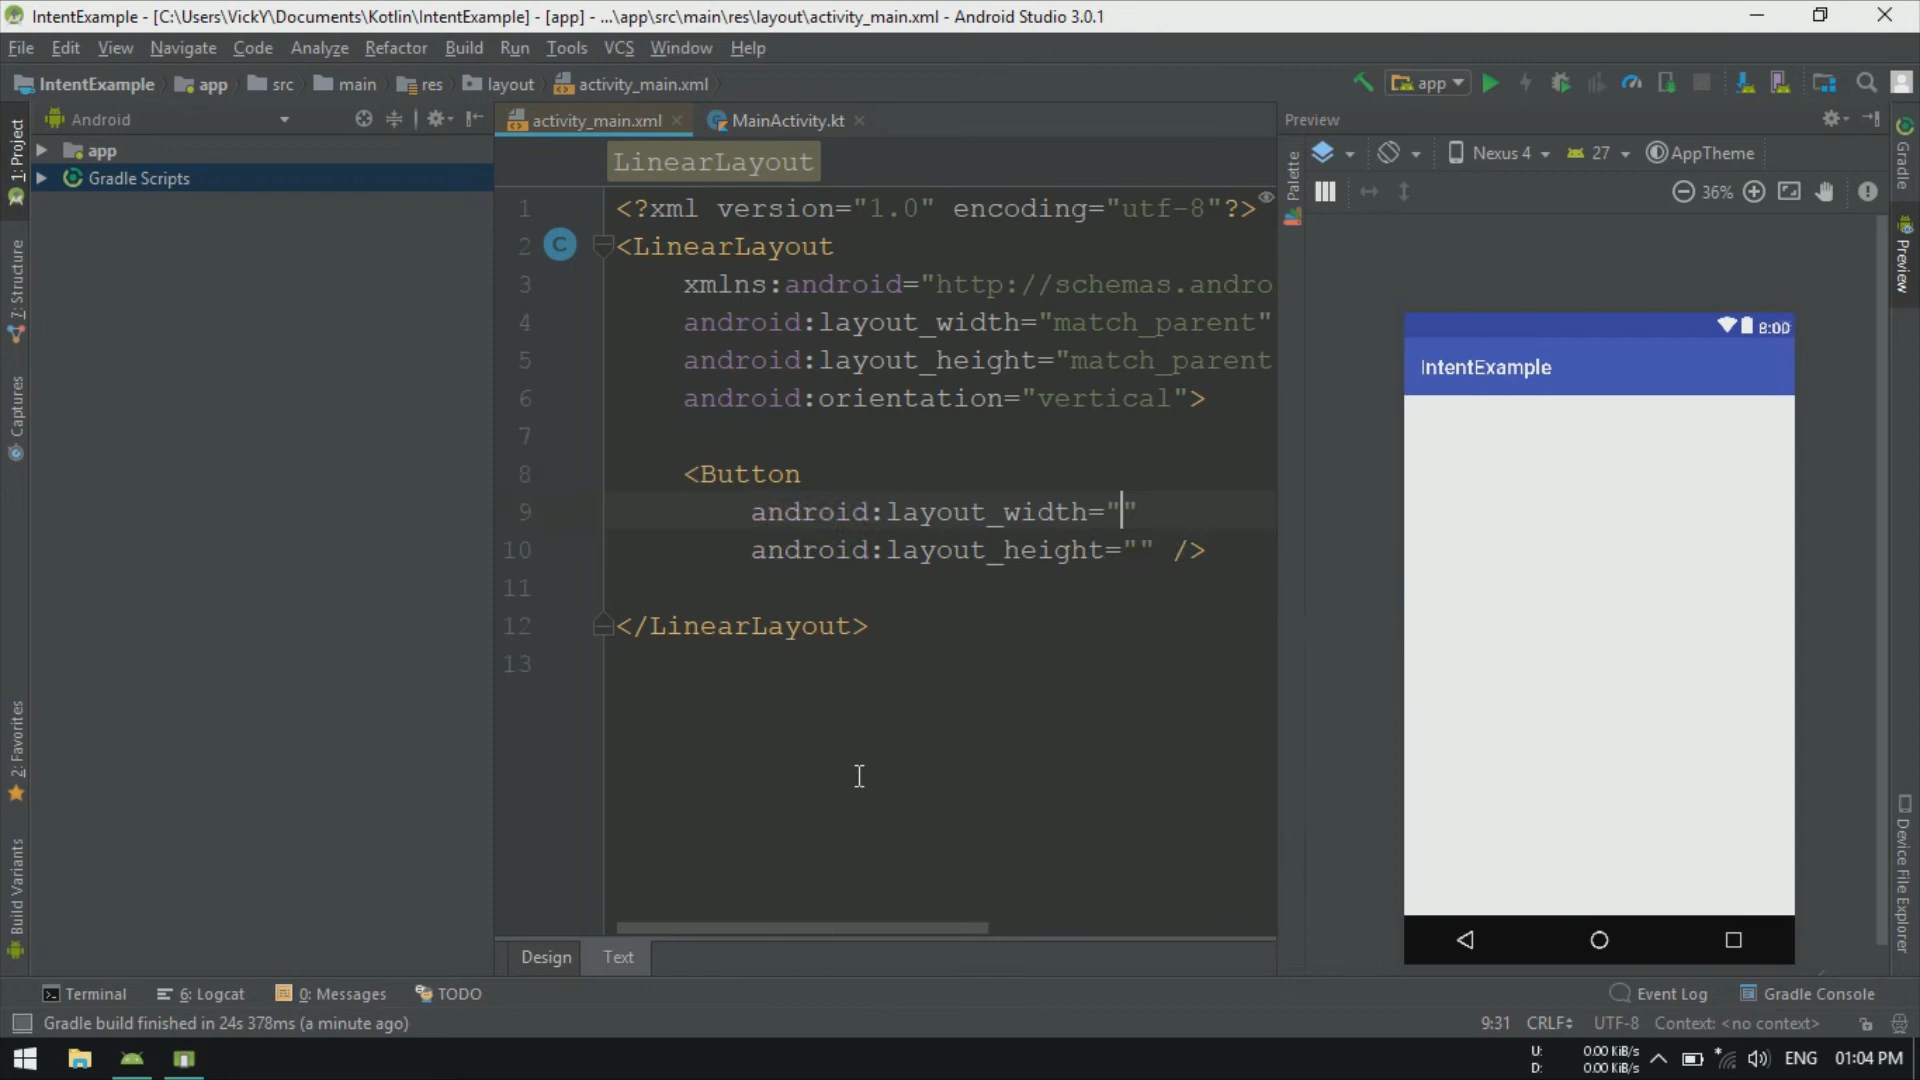 IntentExample - [C:\Users\VickY\Documents\Kotlin\IntentExample] - [app] - ...\app\src\main\res\layout\activity_main.xml - Android Studio 3.0.1
File Edit View Navigate Code Analyze Refactor Build Run Tools VCS Window Help
IntentExample app src main res layout activity_main.xml app
1: Project
7: Structure
Captures
2: Favorites
Build Variants
Android
app
Gradle Scripts
activity_main.xml MainActivity.kt
LinearLayout
1 <?xml version="1.0" encoding="utf-8"?>
2 C <LinearLayout
3 xmlns:android="http://schemas.andro
4 android:layout_width="match_parent"
5 android:layout_height="match_parent
6 android:orientation="vertical">
7
8 <Button
9 android:layout_width=""
10 android:layout_height="" />
11
12 </LinearLayout>
13
Design Text
Preview
Palette
Nexus 4 27 AppTheme
36%
8:00
IntentExample
Gradle
Preview
Device File Explorer
Terminal 6: Logcat 0: Messages TODO Event Log Gradle Console
Gradle build finished in 24s 378ms (a minute ago) 9:31 CRLF UTF-8 Context: <no context>
U: 0.00 KiB/s
D: 0.00 KiB/s
ENG 01:04 PM